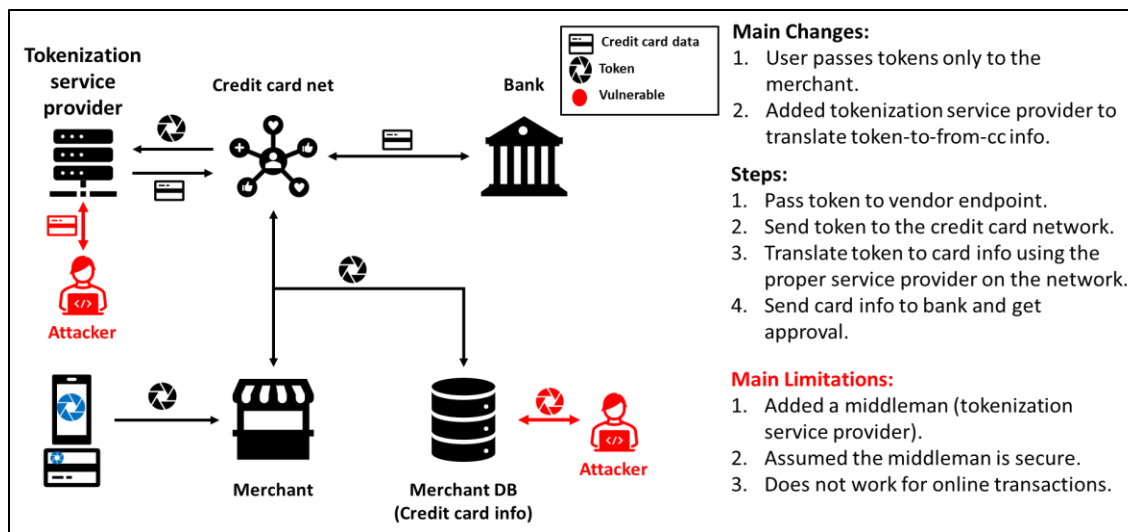 Tokenization
service
provider
Credit card net
Bank
Credit card data
Token
Vulnerable
Attacker
Merchant
Merchant DB
(Credit card info)
Attacker
Main Changes:
1. User passes tokens only to the
merchant.
2. Added tokenization service provider to
translate token-to-from-cc info.
Steps:
1. Pass token to vendor endpoint.
2. Send token to the credit card network.
3. Translate token to card info using the
proper service provider on the network.
4. Send card info to bank and get
approval.
Main Limitations:
1. Added a middleman (tokenization
service provider).
2. Assumed the middleman is secure.
3. Does not work for online transactions.